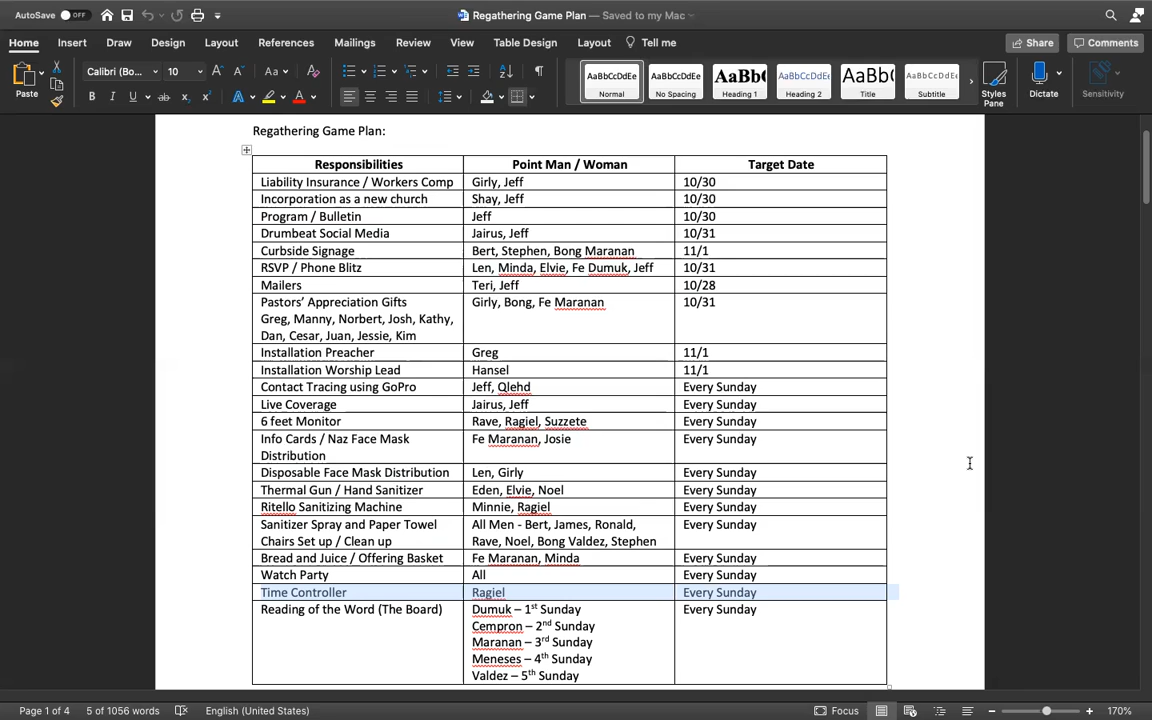 AutoSave OFF Regathering Game Plan — Saved to my Mac
Home Insert Draw Design Layout References Mailings Review View Table Design Layout Tell me Share Comments
Paste Calibri (Bo... 10 A A Aa A AaBbCcDdEe AaBbCcDdEe AaBb( AaBbCcDdEe AaBb( AaBbCcDdEe
B I U ab x2 x2 A A Normal No Spacing Heading 1 Heading 2 Title Subtitle Styles Pane Dictate Sensitivity
Regathering Game Plan:
Responsibilities Point Man / Woman Target Date
Liability Insurance / Workers Comp Girly, Jeff 10/30
Incorporation as a new church Shay, Jeff 10/30
Program / Bulletin Jeff 10/30
Drumbeat Social Media Jairus, Jeff 10/31
Curbside Signage Bert, Stephen, Bong Maranan 11/1
RSVP / Phone Blitz Len, Minda, Elvie, Fe Dumuk, Jeff 10/31
Mailers Teri, Jeff 10/28
Pastors’ Appreciation Gifts Girly, Bong, Fe Maranan 10/31
Greg, Manny, Norbert, Josh, Kathy,
Dan, Cesar, Juan, Jessie, Kim
Installation Preacher Greg 11/1
Installation Worship Lead Hansel 11/1
Contact Tracing using GoPro Jeff, Qlehd Every Sunday
Live Coverage Jairus, Jeff Every Sunday
6 feet Monitor Rave, Ragiel, Suzzete Every Sunday
Info Cards / Naz Face Mask Fe Maranan, Josie Every Sunday
Distribution
Disposable Face Mask Distribution Len, Girly Every Sunday
Thermal Gun / Hand Sanitizer Eden, Elvie, Noel Every Sunday
Ritello Sanitizing Machine Minnie, Ragiel Every Sunday
Sanitizer Spray and Paper Towel All Men - Bert, James, Ronald, Every Sunday
Chairs Set up / Clean up Rave, Noel, Bong Valdez, Stephen
Bread and Juice / Offering Basket Fe Maranan, Minda Every Sunday
Watch Party All Every Sunday
Time Controller Ragiel Every Sunday
Reading of the Word (The Board) Dumuk – 1st Sunday Every Sunday
Cempron – 2nd Sunday
Maranan – 3rd Sunday
Meneses – 4th Sunday
Valdez – 5th Sunday
Page 1 of 4 5 of 1056 words English (United States) Focus 170%